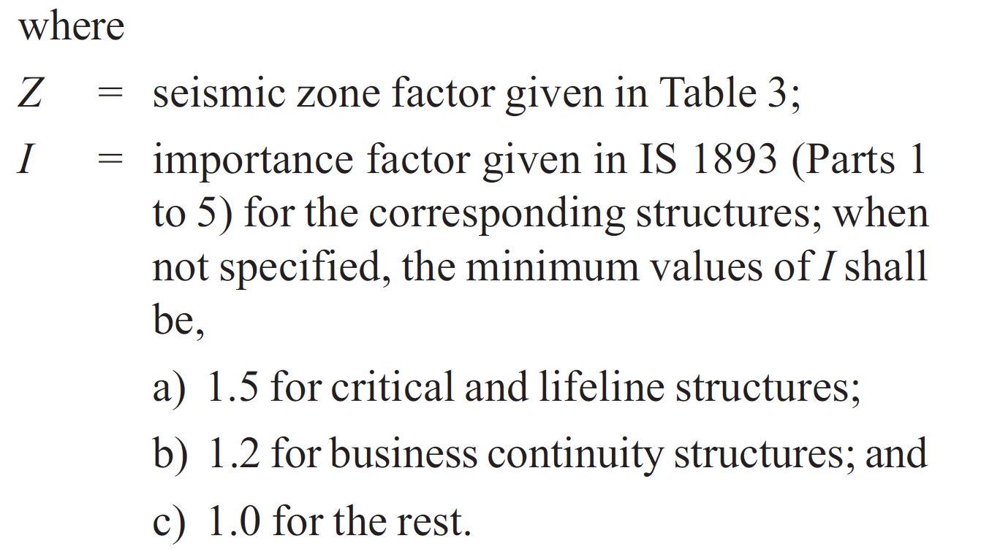 where
Z = seismic zone factor given in Table 3;
I = importance factor given in IS 1893 (Parts 1
to 5) for the corresponding structures; when
not specified, the minimum values of I shall
be,
a) 1.5 for critical and lifeline structures;
b) 1.2 for business continuity structures; and
c) 1.0 for the rest.